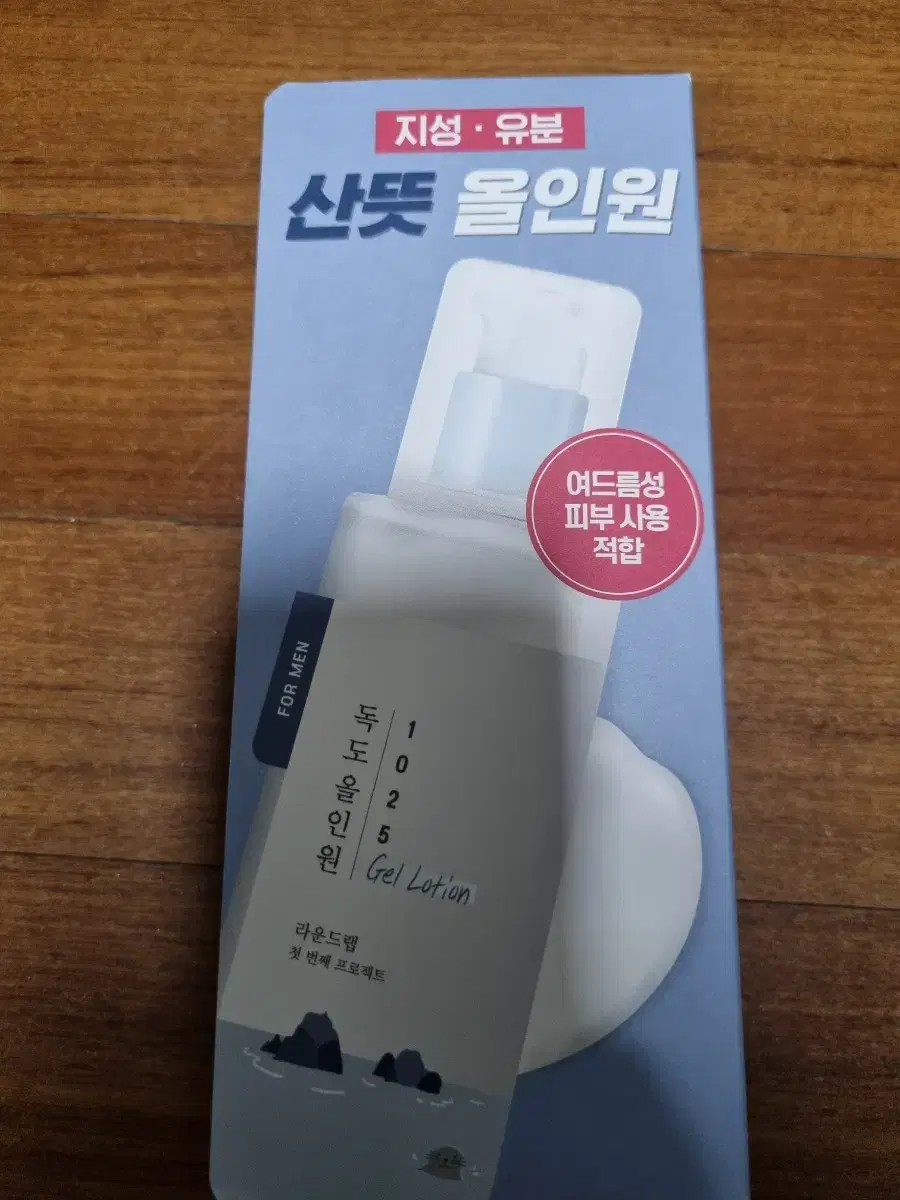 지성·유분
산뜻 올인원
여드름성
피부 사용
적합
FOR MEN
독도올인원
1025
Gel Lotion
라운드랩
첫 번째 프로젝트